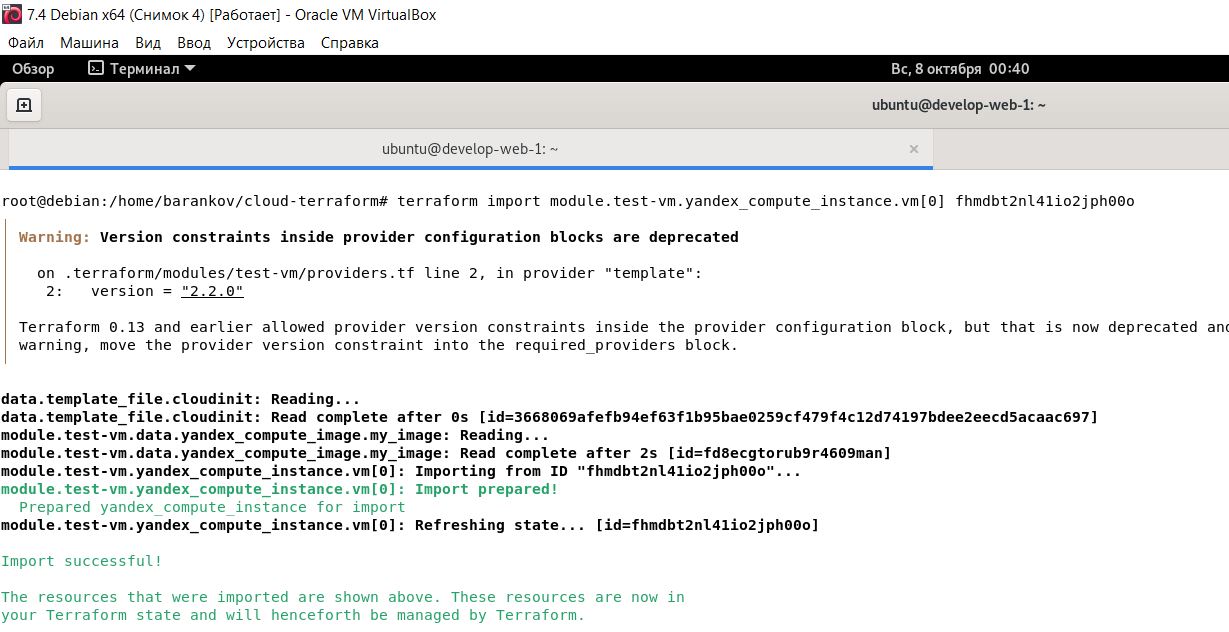 7.4 Debian x64 (Снимок 4) [Работает] - Oracle VM VirtualBox
Файл Машина Вид Ввод Устройства Справка
Обзор Терминал Вс, 8 октября 00:40
ubuntu@develop-web-1: ~
ubuntu@develop-web-1: ~ ×
root@debian:/home/barankov/cloud-terraform# terraform import module.test-vm.yandex_compute_instance.vm[0] fhmdbt2nl41io2jph00o
Warning: Version constraints inside provider configuration blocks are deprecated
on .terraform/modules/test-vm/providers.tf line 2, in provider "template":
2: version = "2.2.0"
Terraform 0.13 and earlier allowed provider version constraints inside the provider configuration block, but that is now deprecated and
warning, move the provider version constraint into the required_providers block.
data.template_file.cloudinit: Reading...
data.template_file.cloudinit: Read complete after 0s [id=3668069afefb94ef63f1b95bae0259cf479f4c12d74197bdee2eecd5acaac697]
module.test-vm.data.yandex_compute_image.my_image: Reading...
module.test-vm.data.yandex_compute_image.my_image: Read complete after 2s [id=fd8ecgtorub9r4609man]
module.test-vm.yandex_compute_instance.vm[0]: Importing from ID "fhmdbt2nl41io2jph00o"...
module.test-vm.yandex_compute_instance.vm[0]: Import prepared!
Prepared yandex_compute_instance for import
module.test-vm.yandex_compute_instance.vm[0]: Refreshing state... [id=fhmdbt2nl41io2jph00o]
Import successful!
The resources that were imported are shown above. These resources are now in
your Terraform state and will henceforth be managed by Terraform.